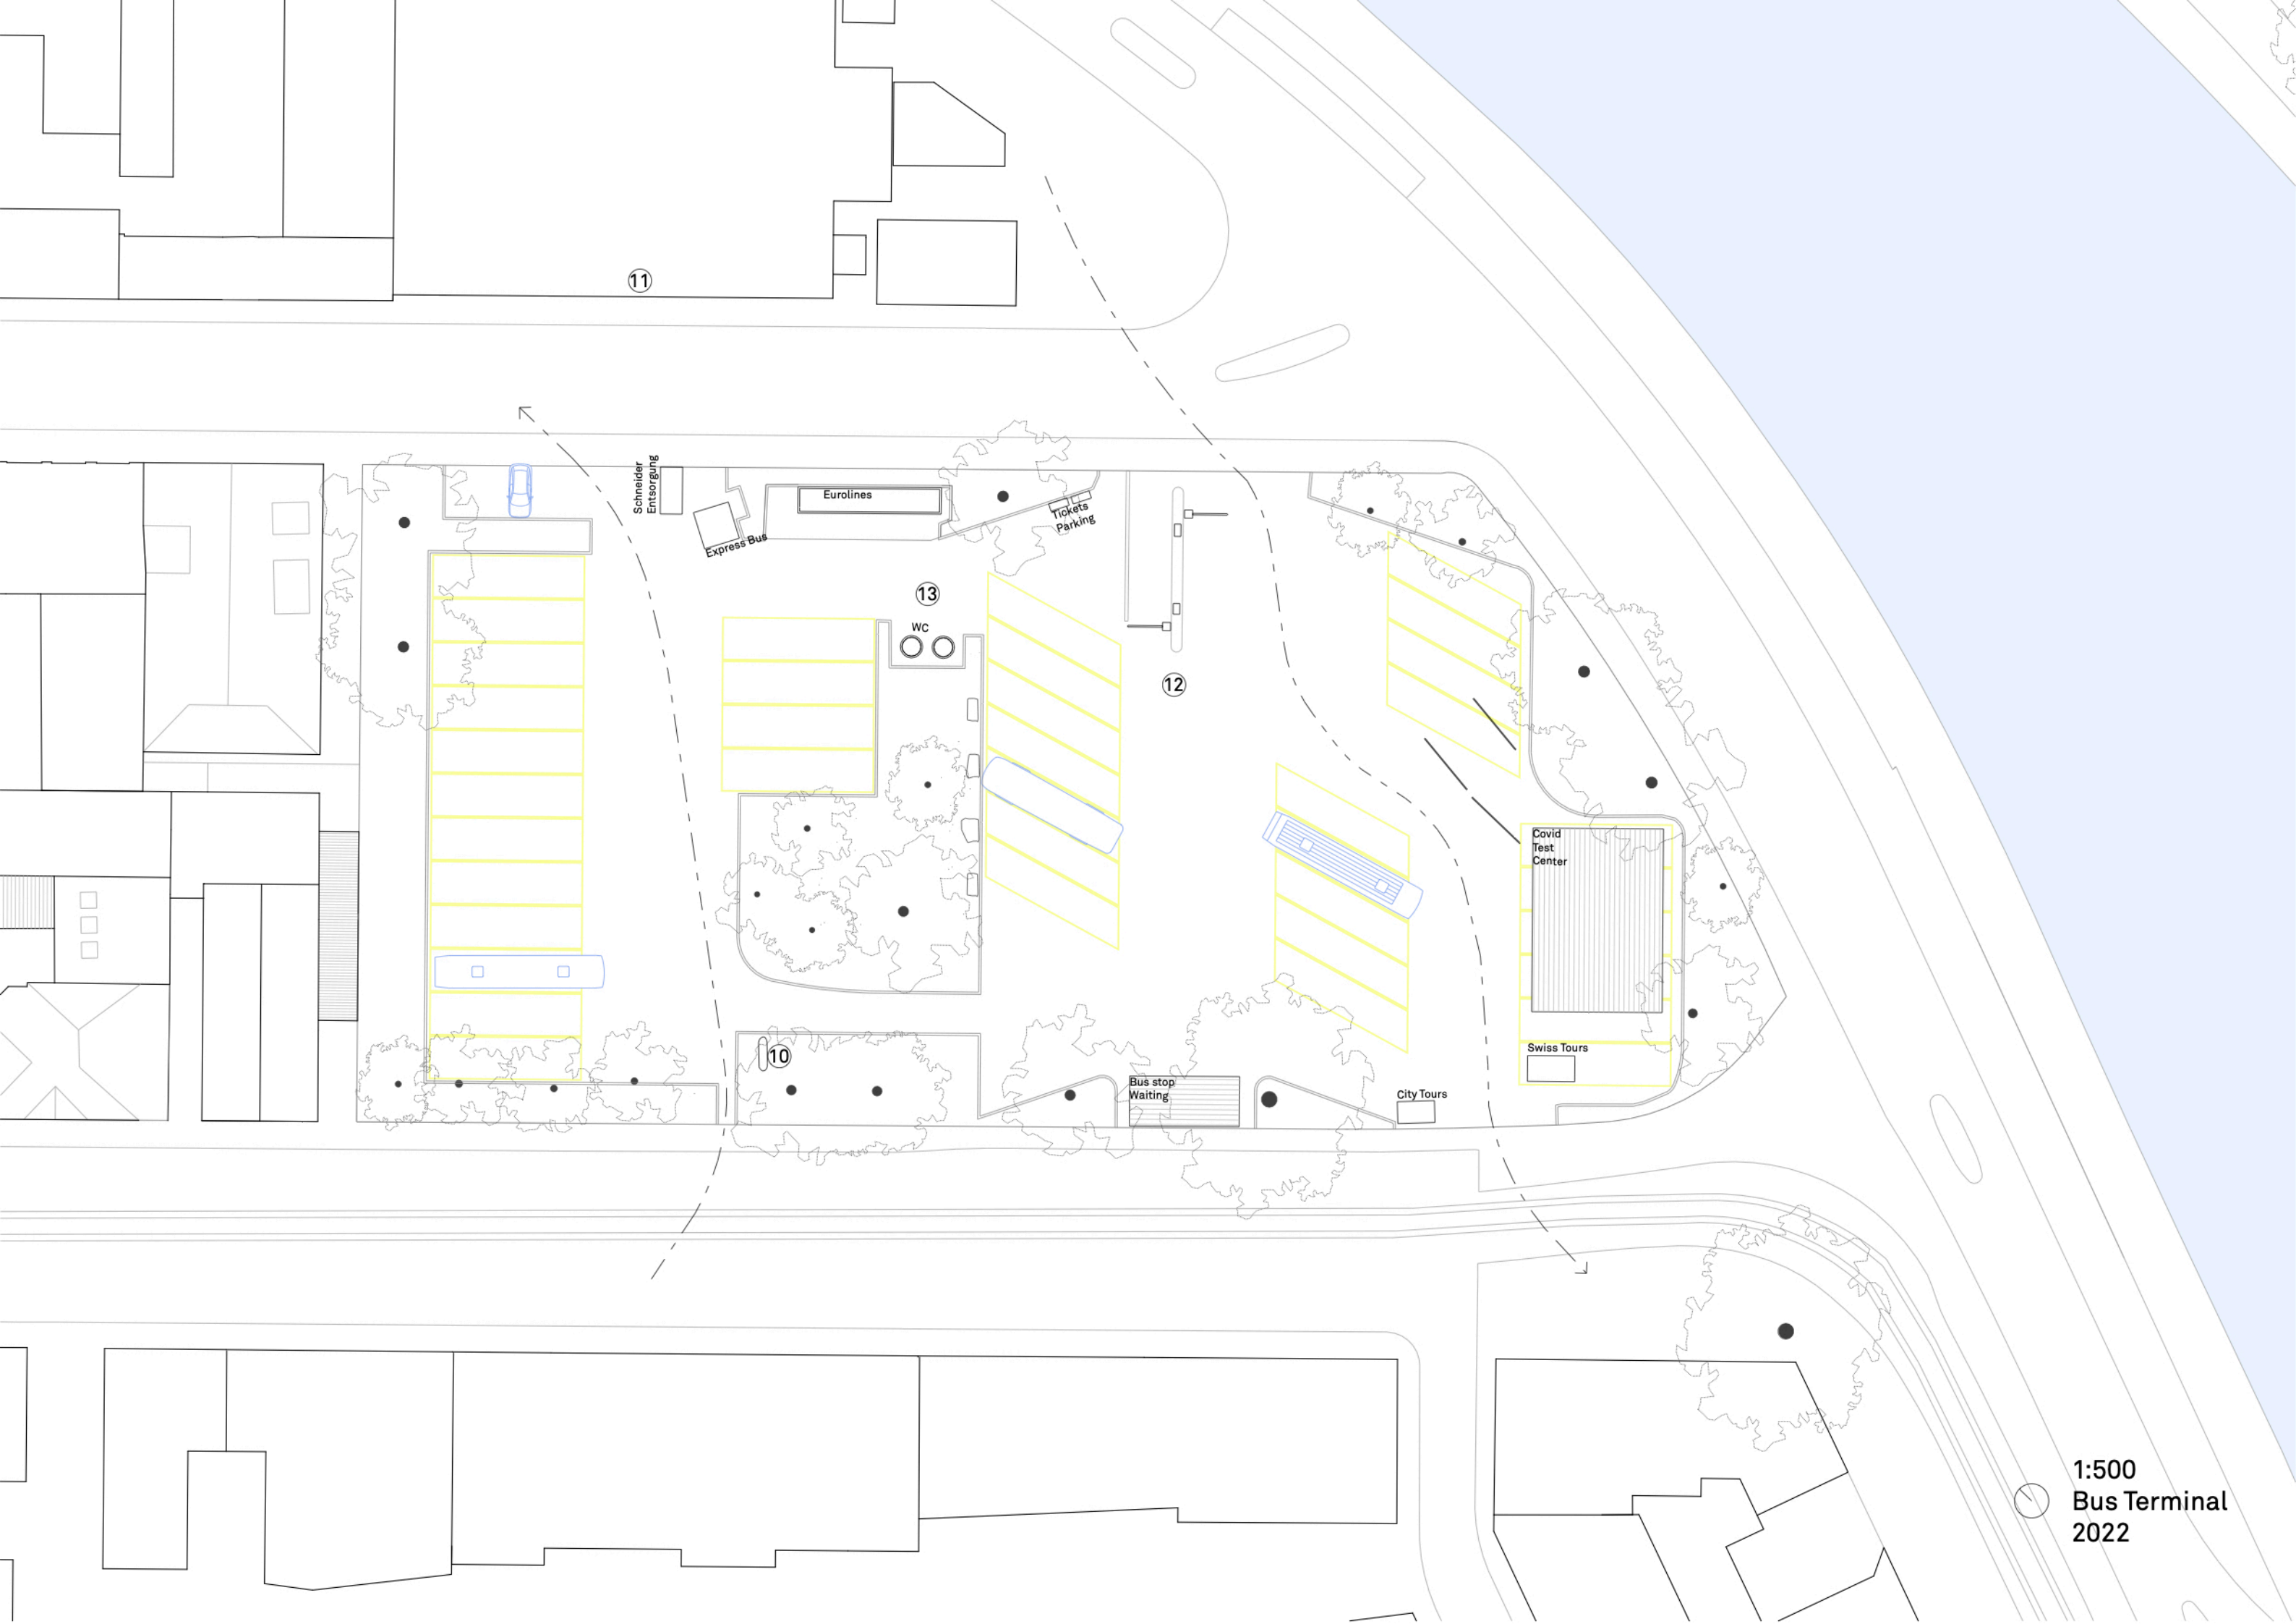 11
Schneider
Entsorgung
Eurolines
Express Bus
Tickets
Parking
13
WC
12
Covid
Test
Center
10
Swiss Tours
Bus stop
Waiting
City Tours
1:500
Bus Terminal
2022